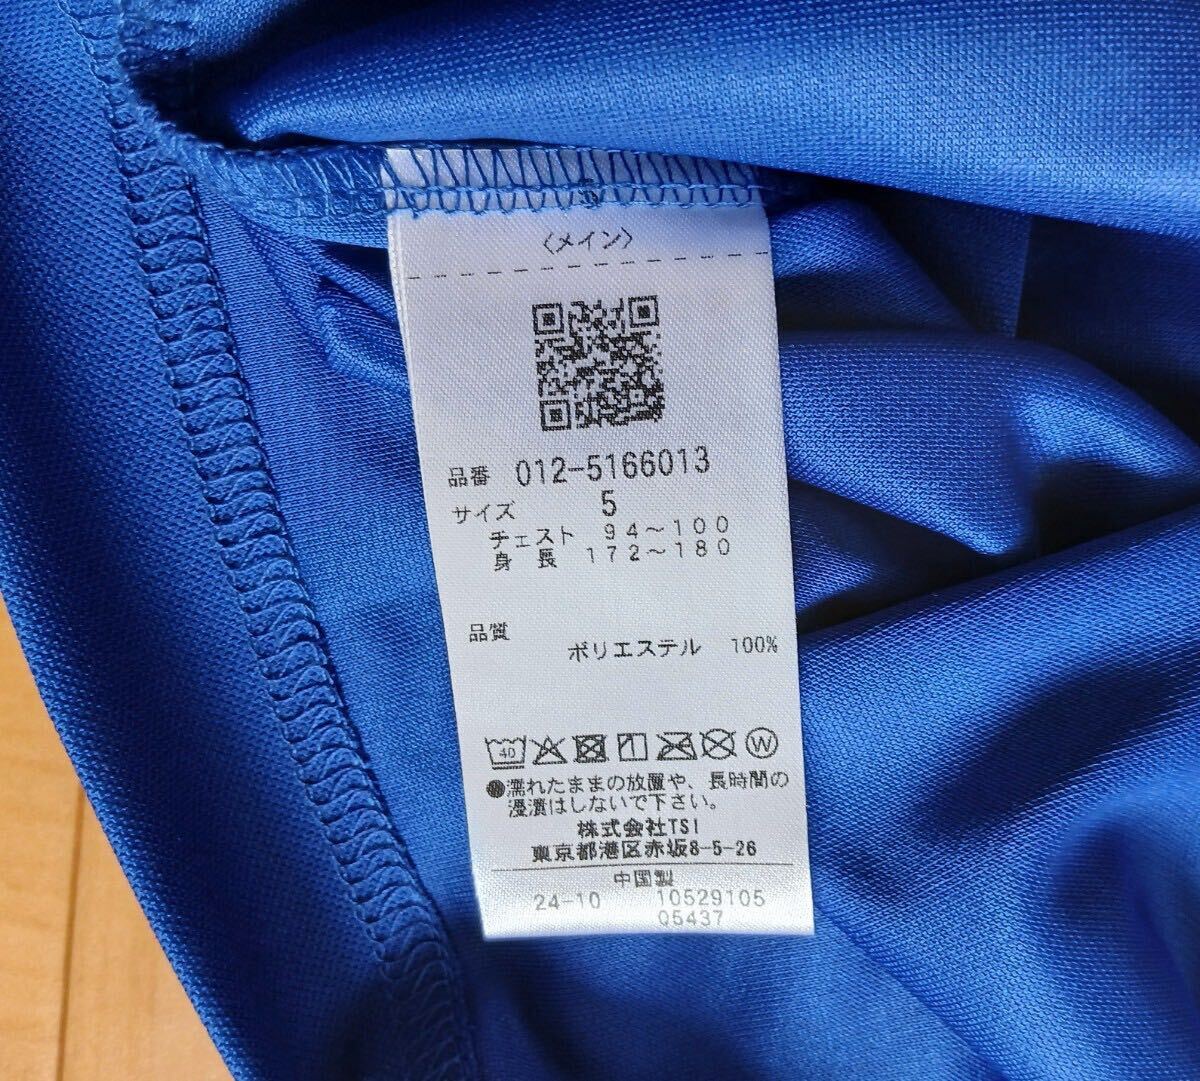 〈メイン〉
品番 012-5166013
サイズ 5
チェスト 94～100
身長 172～180
品質
ポリエステル 100%
40 W
●濡れたままの放置や、長時間の
浸漬はしないで下さい。
株式会社TSI
東京都港区赤坂8-5-26
中国製
24-10 10529105
Q5437